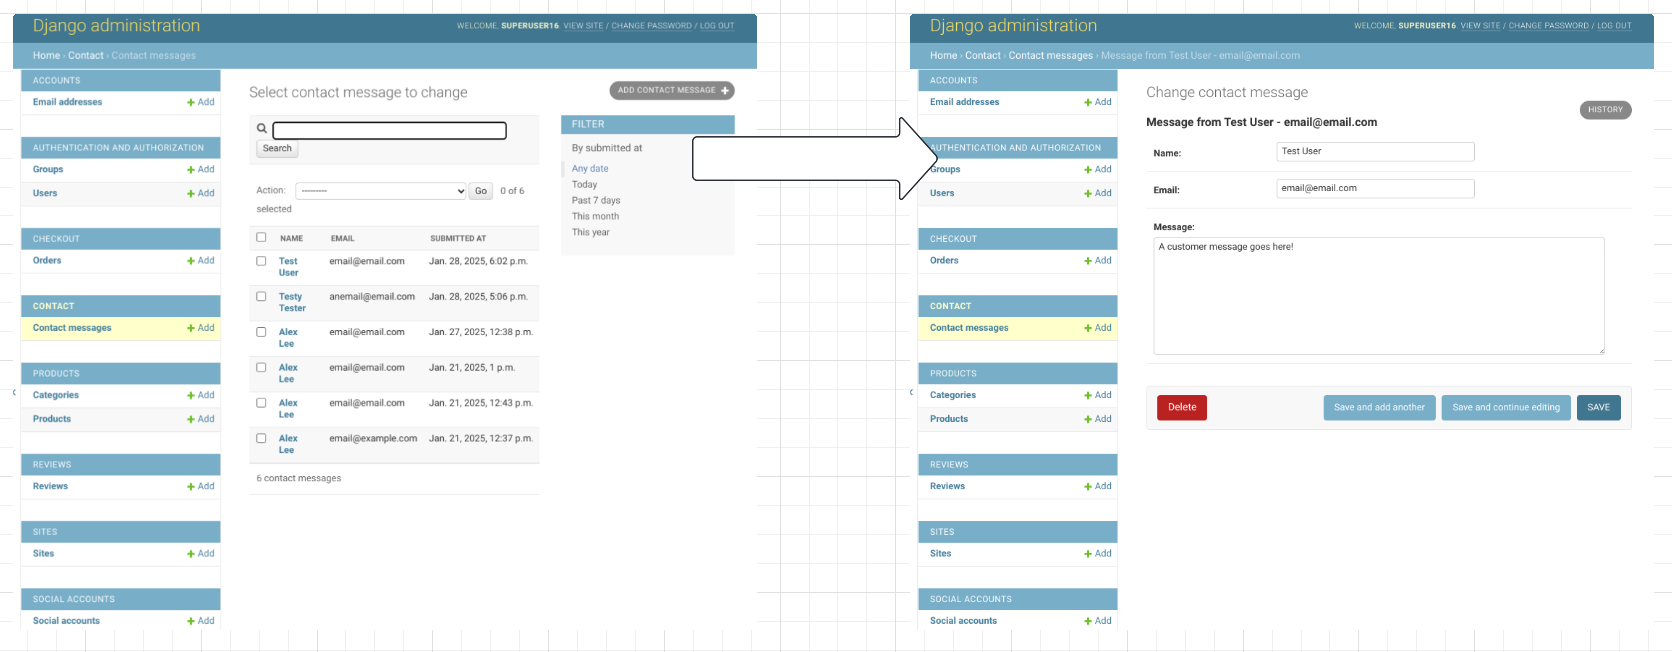 Django administration
WELCOME, SUPERUSER16. VIEW SITE / CHANGE PASSWORD / LOG OUT
Home › Contact › Contact messages
ACCOUNTS
Email addresses + Add
AUTHENTICATION AND AUTHORIZATION
Groups + Add
Users + Add
CHECKOUT
Orders + Add
CONTACT
Contact messages + Add
PRODUCTS
Categories + Add
Products + Add
REVIEWS
Reviews + Add
SITES
Sites + Add
SOCIAL ACCOUNTS
Social accounts + Add
Select contact message to change
ADD CONTACT MESSAGE +
Search
Action: --------- Go 0 of 6
selected
NAME EMAIL SUBMITTED AT
Test email@email.com Jan. 28, 2025, 6:02 p.m.
User
Testy anemail@email.com Jan. 28, 2025, 5:06 p.m.
Tester
Alex email@email.com Jan. 27, 2025, 12:38 p.m.
Lee
Alex email@email.com Jan. 21, 2025, 1 p.m.
Lee
Alex email@email.com Jan. 21, 2025, 12:43 p.m.
Lee
Alex email@example.com Jan. 21, 2025, 12:37 p.m.
Lee
6 contact messages
FILTER
By submitted at
Any date
Today
Past 7 days
This month
This year
Django administration
WELCOME, SUPERUSER16. VIEW SITE / CHANGE PASSWORD / LOG OUT
Home › Contact › Contact messages › Message from Test User - email@email.com
ACCOUNTS
Email addresses + Add
AUTHENTICATION AND AUTHORIZATION
Groups + Add
Users + Add
CHECKOUT
Orders + Add
CONTACT
Contact messages + Add
PRODUCTS
Categories + Add
Products + Add
REVIEWS
Reviews + Add
SITES
Sites + Add
SOCIAL ACCOUNTS
Social accounts + Add
Change contact message
HISTORY
Message from Test User - email@email.com
Name: Test User
Email: email@email.com
Message:
A customer message goes here!
Delete Save and add another Save and continue editing SAVE